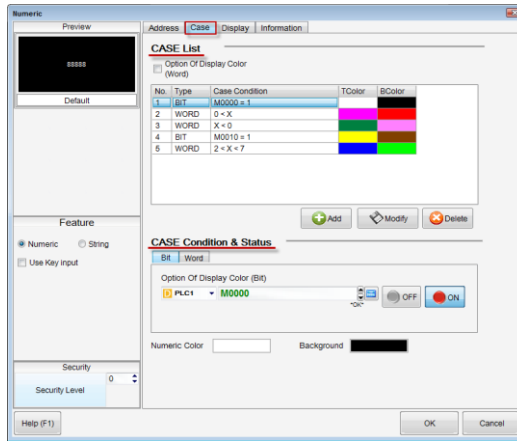 Numeric
Preview
88888
Default
Feature
Numeric String
Use Key input
Security
Security Level 0
Address Case Display Information
CASE List
Option Of Display Color
(Word)
No. Type Case Condition TColor BColor
1 BIT M0000 = 1
2 WORD 0 < X
3 WORD X < 0
4 BIT M0010 = 1
5 WORD 2 < X < 7
Add Modify Delete
CASE Condition & Status
Bit Word
Option Of Display Color (Bit)
PLC1 M0000 OFF ON
Numeric Color Background
Help (F1) OK Cancel